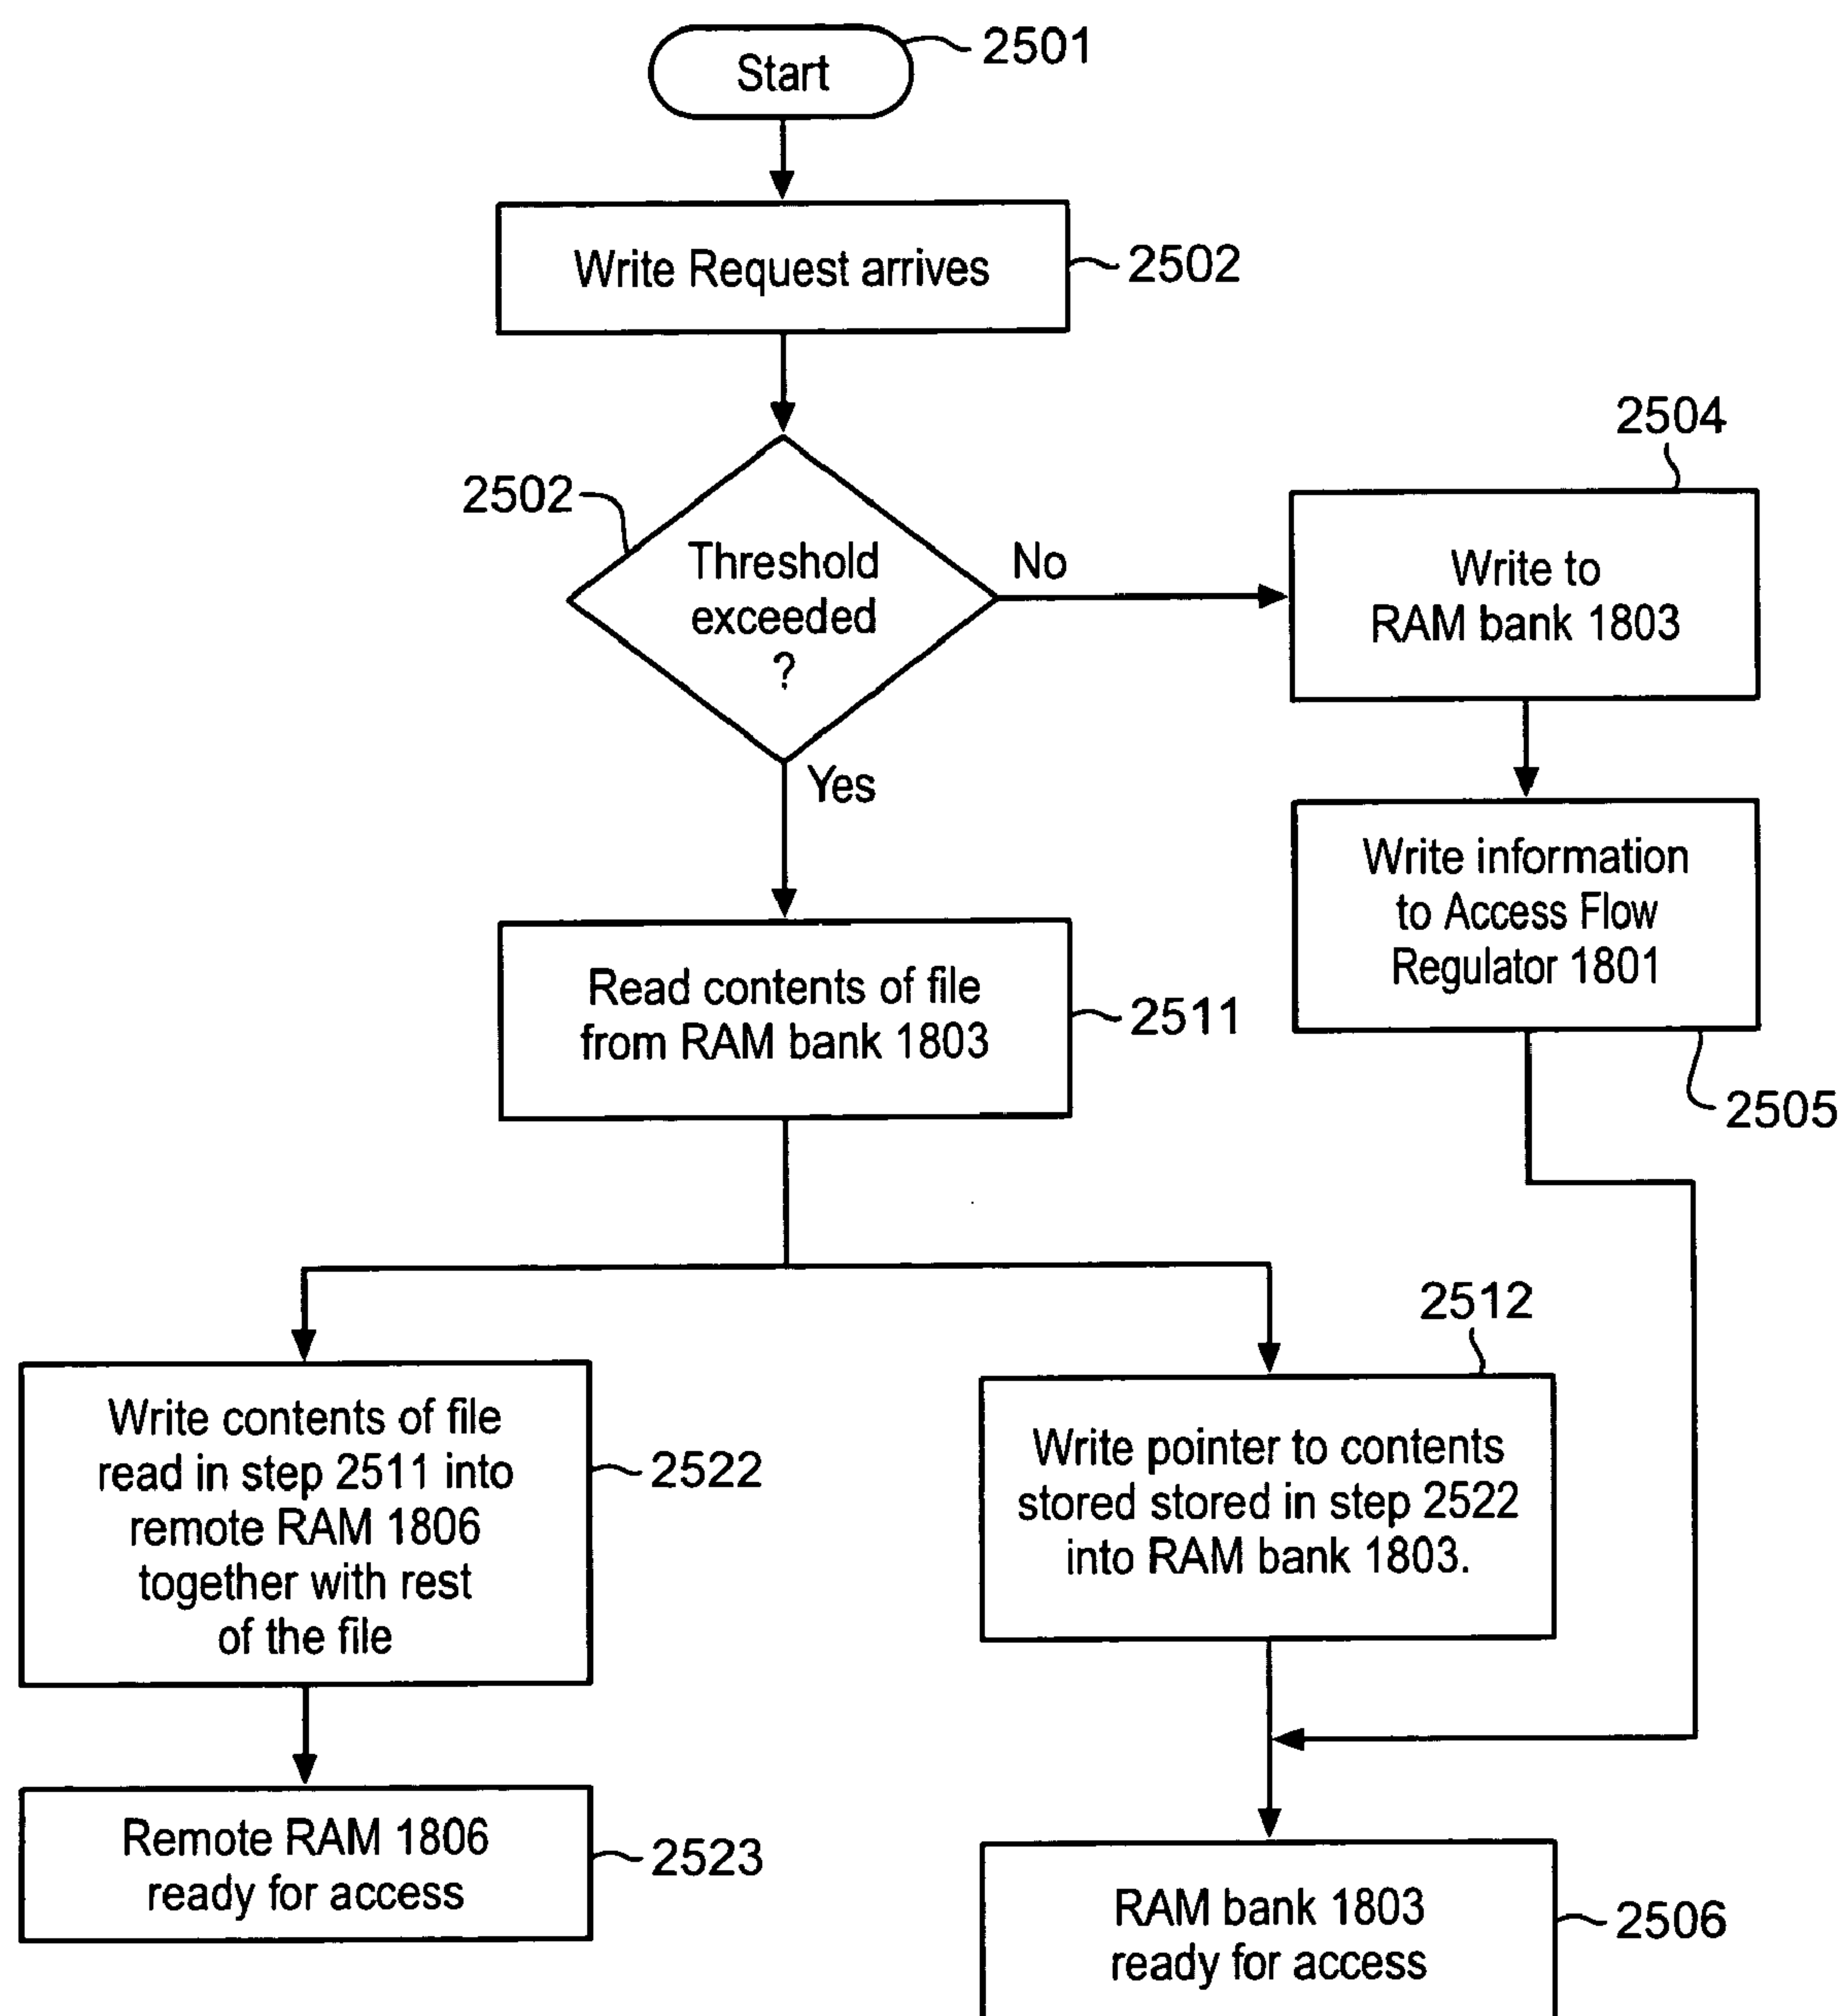 Start
2501
Write Request arrives
2502
2502
Threshold
exceeded
?
No
Yes
2504
Write to
RAM bank 1803
Write information
to Access Flow
Regulator 1801
2505
Read contents of file
from RAM bank 1803
2511
Write contents of file
read in step 2511 into
remote RAM 1806
together with rest
of the file
2522
2512
Write pointer to contents
stored stored in step 2522
into RAM bank 1803.
Remote RAM 1806
ready for access
2523
RAM bank 1803
ready for access
2506